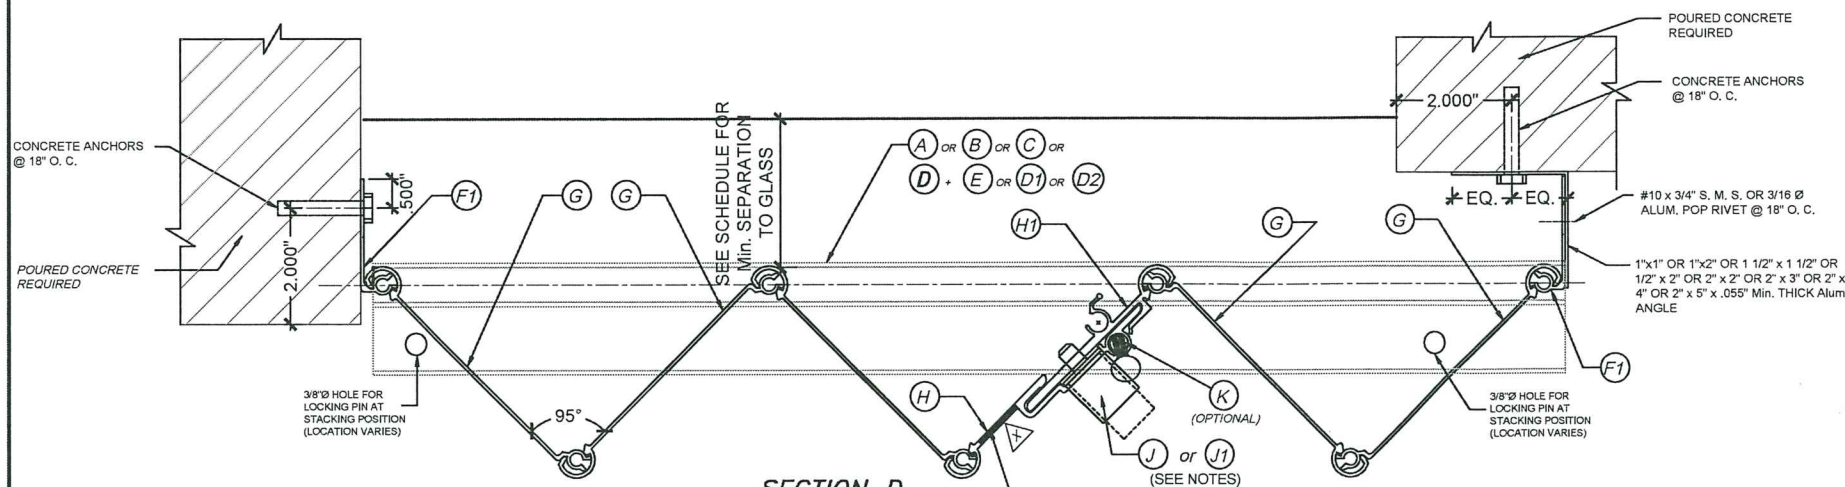 POURED CONCRETE
REQUIRED
CONCRETE ANCHORS
@ 18" O. C.
2.000"
CONCRETE ANCHORS
@ 18" O. C.
SEE SCHEDULE FOR
Min. SEPARATION
TO GLASS
A OR B OR C OR
D + E OR D1 OR D2
.500"
F1
G
G
H1
G
G
EQ. EQ.
#10 x 3/4" S. M. S. OR 3/16 Ø
ALUM. POP RIVET @ 18" O. C.
POURED CONCRETE
REQUIRED
2.000"
1"x1" OR 1"x2" OR 1 1/2" x 1 1/2" OR
1/2" x 2" OR 2" x 2" OR 2" x 3" OR 2" x
4" OR 2" x 5" x .055" Min. THICK Alum
ANGLE
G
3/8"Ø HOLE FOR
LOCKING PIN AT
STACKING POSITION
(LOCATION VARIES)
95°
H
X
K
(OPTIONAL)
F1
3/8"Ø HOLE FOR
LOCKING PIN AT
STACKING POSITION
(LOCATION VARIES)
J or J1
(SEE NOTES)
SECTION D